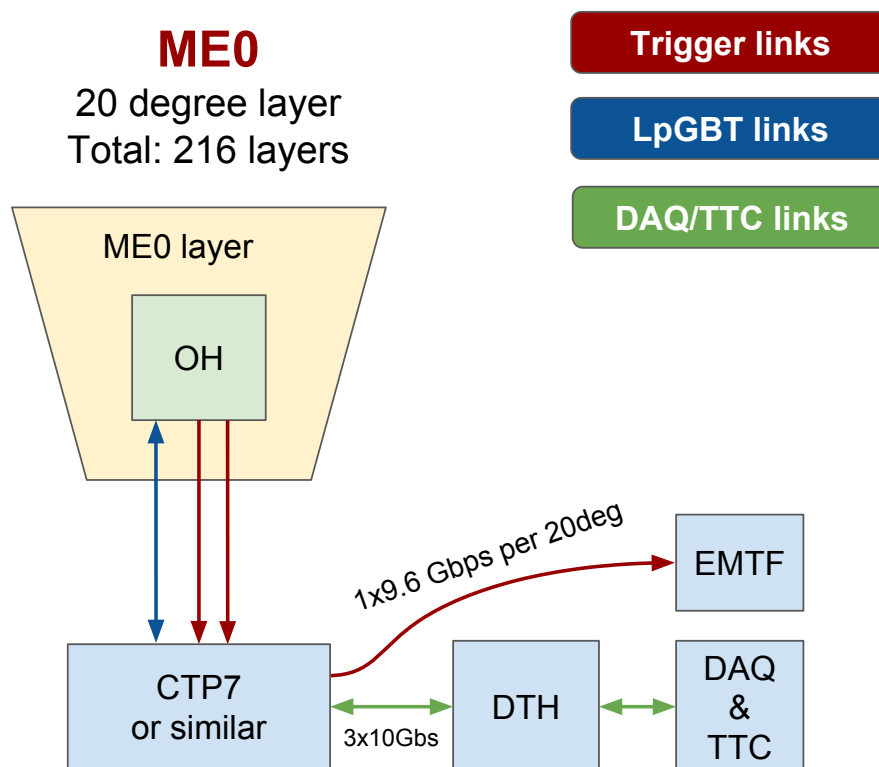 ME0
20 degree layer
Total: 216 layers
Trigger links
LpGBT links
DAQ/TTC links
ME0 layer
OH
1x9.6 Gbps per 20deg
EMTF
CTP7
or similar
3x10Gbs
DTH
DAQ
&
TTC